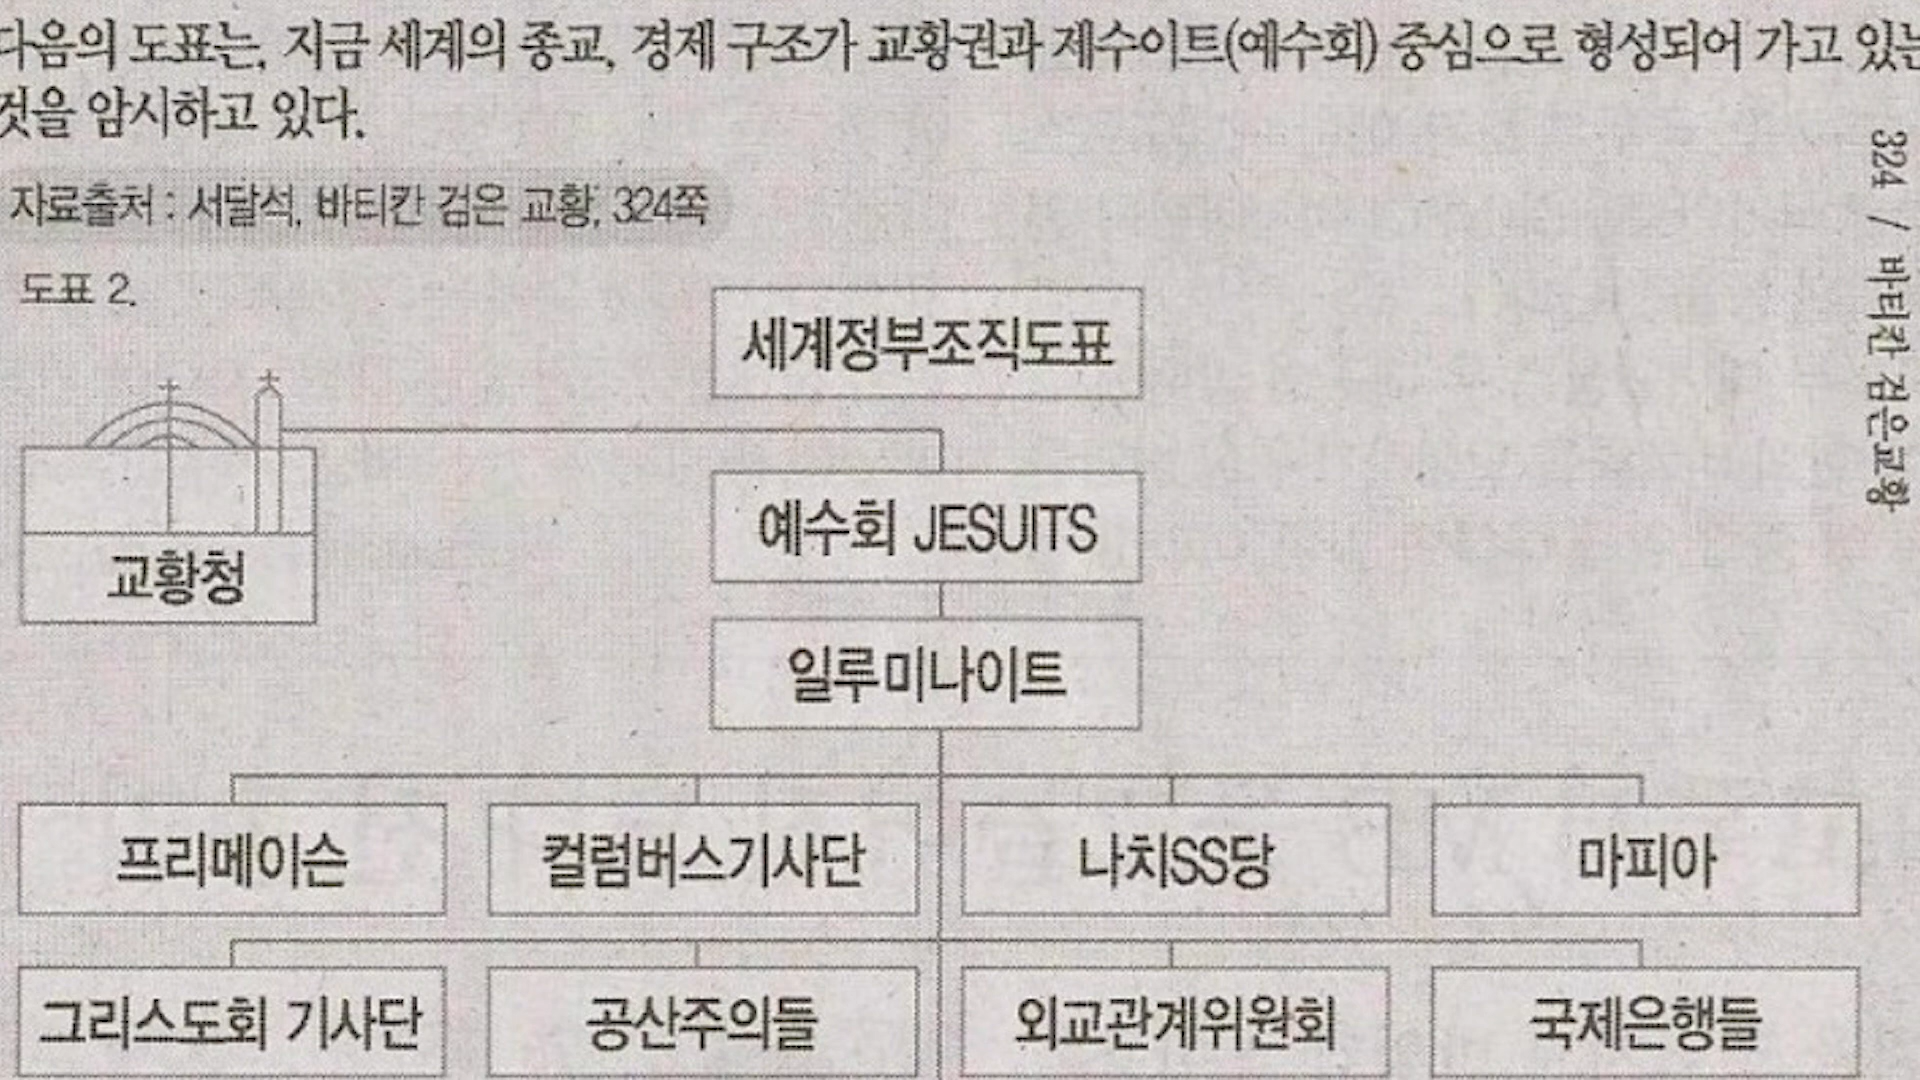 다음의 도표는, 지금 세계의 종교, 경제 구조가 교황권과 제수이트(예수회) 중심으로 형성되어 가고 있는
것을 암시하고 있다.
자료출처 : 서달석, 바티칸 검은 교황, 324쪽
324 / 바티칸 검은교황
도표 2.
세계정부조직도표
교황청
예수회 JESUITS
일루미나이트
프리메이슨
컬럼버스기사단
나치SS당
마피아
그리스도회 기사단
공산주의들
외교관계위원회
국제은행들